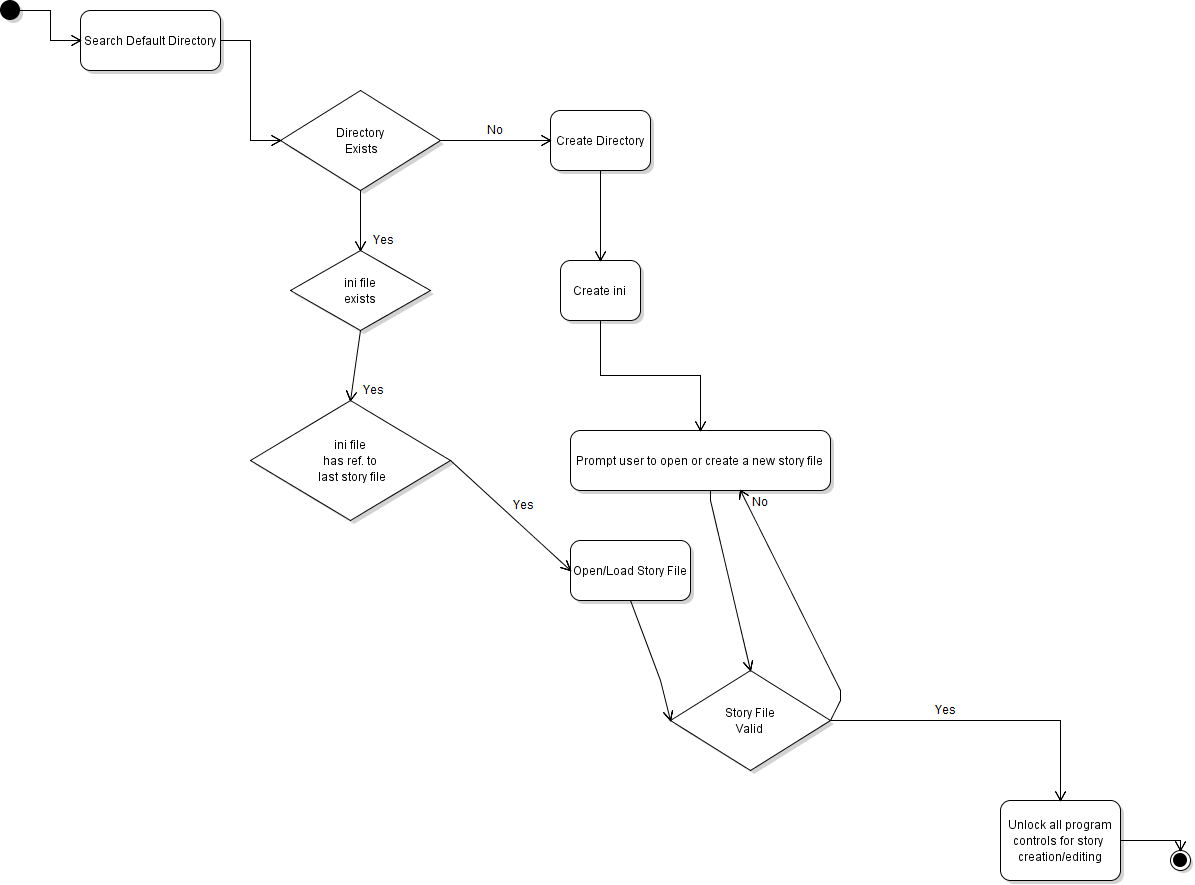 Search Default Directory
Directory
Exists
No
Create Directory
Yes
ini file
exists
Create ini
Yes
ini file
has ref. to
last story file
Prompt user to open or create a new story file
No
Yes
Open/Load Story File
Story File
Valid
Yes
Unlock all program
controls for story
creation/editing